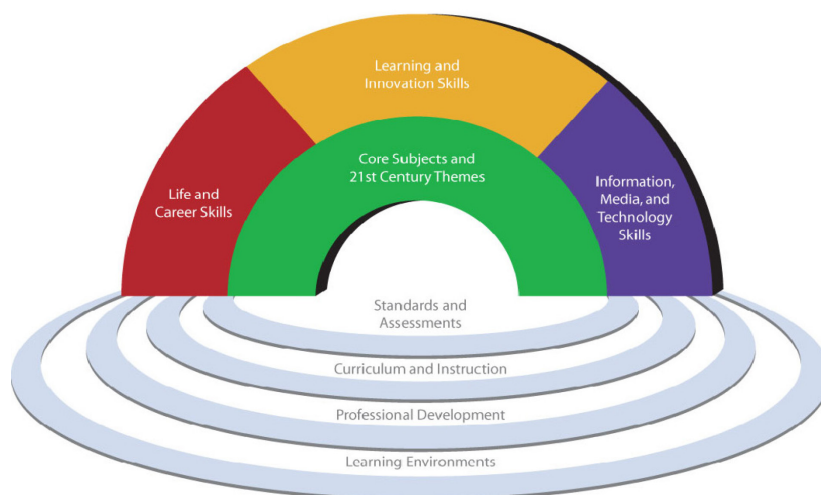 Learning and
Innovation Skills
Core Subjects and
21st Century Themes
Life and
Career Skills
Information,
Media, and
Technology
Skills
Standards and
Assessments
Curriculum and Instruction
Professional Development
Learning Environments